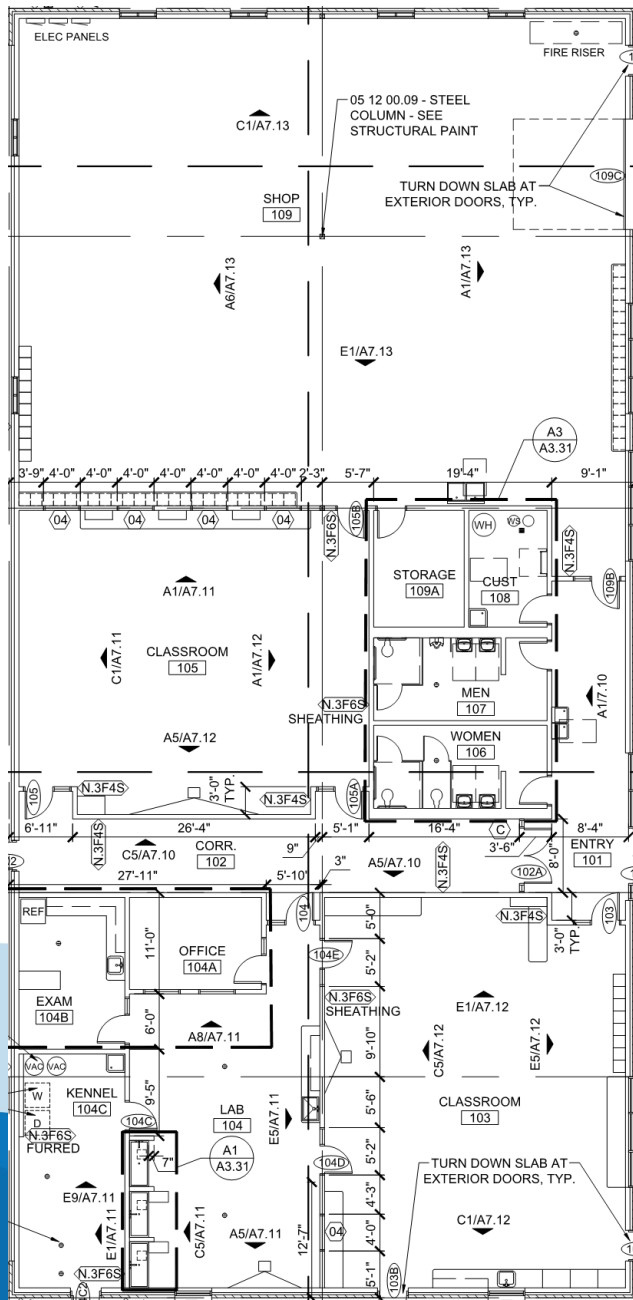 ELEC PANELS
FIRE RISER
C1/A7.13
05 12 00.09 - STEEL
COLUMN - SEE
STRUCTURAL PAINT
109C
TURN DOWN SLAB AT
EXTERIOR DOORS, TYP.
SHOP
109
A6/A7.13
A1/A7.13
E1/A7.13
A3
A3.31
3'-9"
4'-0"
4'-0"
4'-0"
4'-0"
4'-0"
4'-0"
2'-3"
5'-7"
19'-4"
9'-1"
04
04
04
04
105B
N.3F6S
WH
WS
N.3F4S
STORAGE
109A
CUST
108
109B
A1/A7.11
C1/A7.11
CLASSROOM
105
A1/A7.12
A5/A7.12
N.3F6S
SHEATHING
MEN
107
A1/7.10
WOMEN
106
105
N.3F4S
3'-0"
TYP.
N.3F4S
105A
6'-11"
26'-4"
5'-1"
16'-4"
C
3'-6"
8'-0"
8'-4"
N.3F4S
C5/A7.10
CORR.
102
9"
A5/A7.10
N.3F4S
ENTRY
101
102A
27'-11"
5'-10"
3"
REF
11'-0"
OFFICE
104A
104
5'-0"
N.3F4S
103
3'-0"
TYP.
104E
5'-2"
EXAM
104B
6'-0"
A8/A7.11
N.3F6S
SHEATHING
9'-10"
C5/A7.12
E1/A7.12
E5/A7.12
VAC
VAC
W
D
KENNEL
104C
9'-5"
LAB
104
E5/A7.11
5'-6"
CLASSROOM
103
N.3F6S
FURRED
104C
7"
A1
A3.31
104D
5'-2"
TURN DOWN SLAB AT
EXTERIOR DOORS, TYP.
E9/A7.11
E1/A7.11
C5/A7.11
A5/A7.11
12'-7"
4'-3"
04
4'-0"
C1/A7.12
N.3F6S
5'-1"
103B